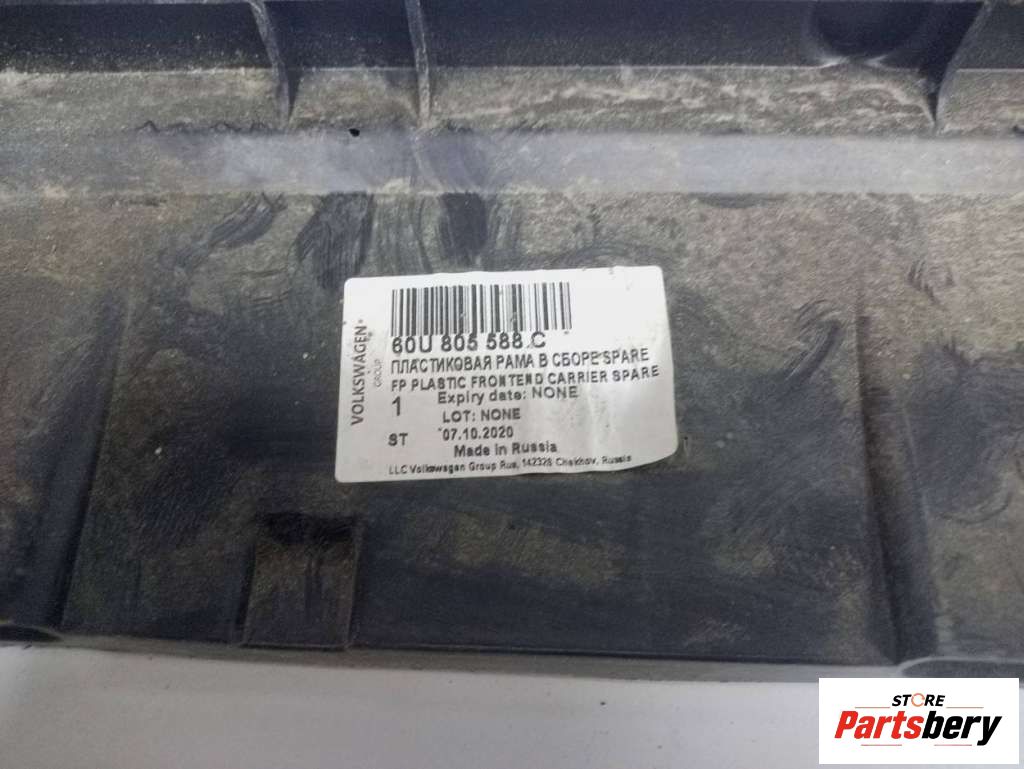 VOLKSWAGEN
GROUP
60U 805 588 C
ПЛАСТИКОВАЯ РАМА В СБОРЕ SPARE
FP PLASTIC FRONTEND CARRIER SPARE
1
Expiry date: NONE
LOT: NONE
ST 07.10.2020
Made in Russia
LLC Volkswagen Group Rus, 142326 Chekhov, Russia
STORE
Partsbery